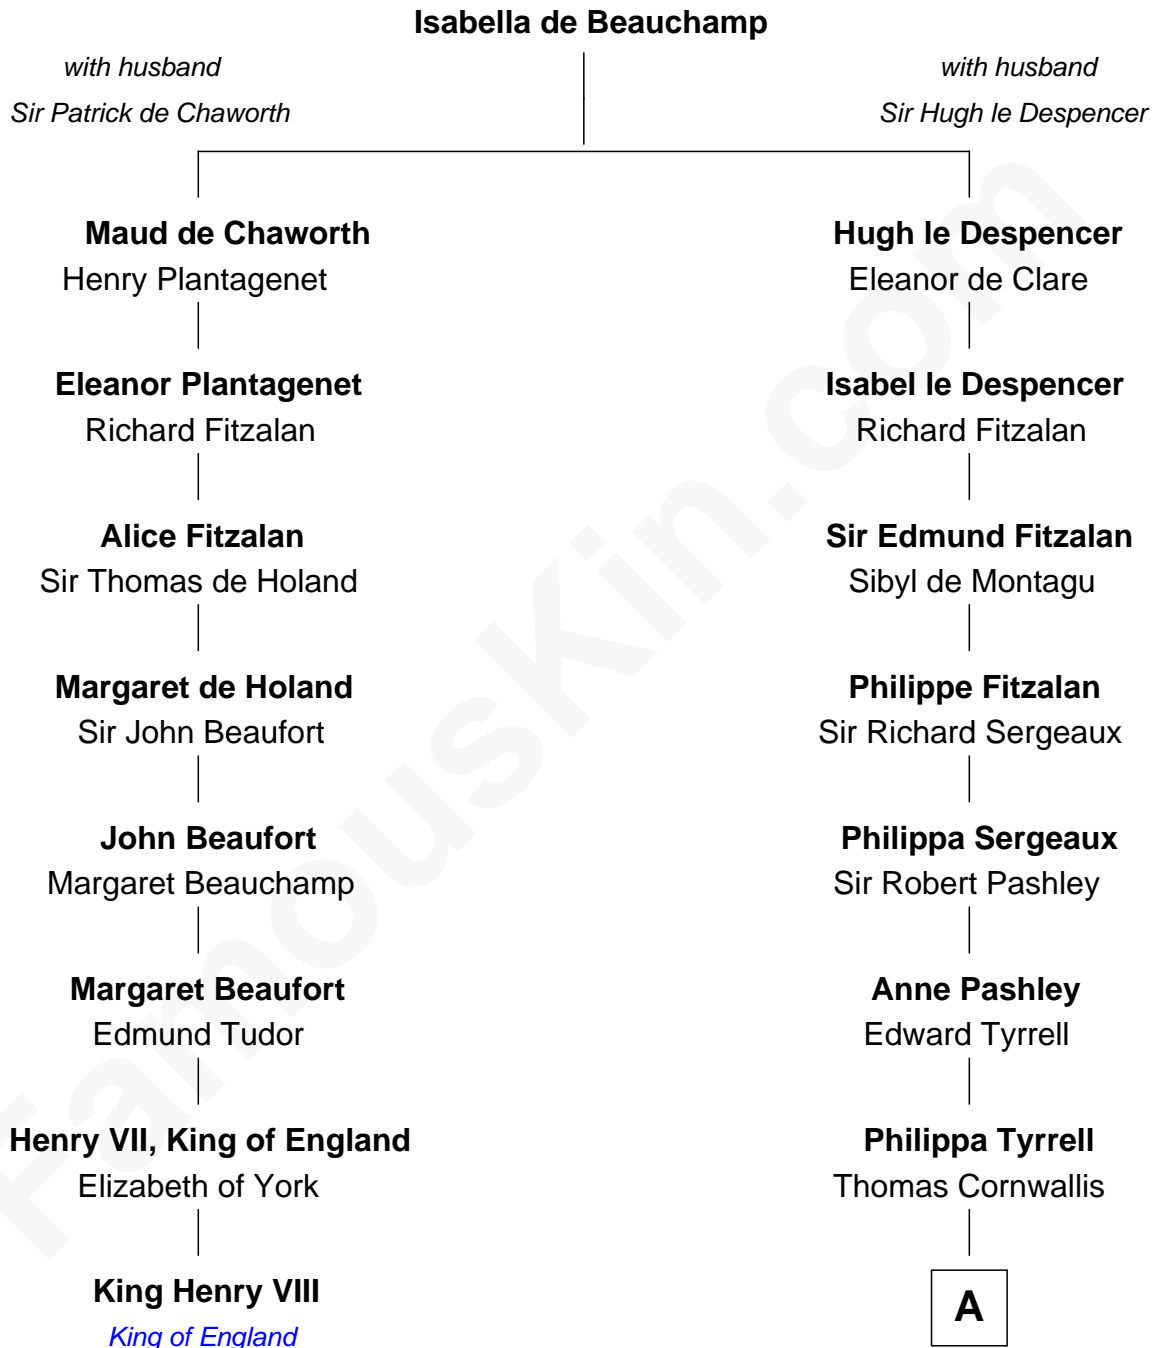 Isabella de Beauchamp
with husband
Sir Patrick de Chaworth
with husband
Sir Hugh le Despencer
Maud de Chaworth
Henry Plantagenet
Hugh le Despencer
Eleanor de Clare
Eleanor Plantagenet
Richard Fitzalan
Isabel le Despencer
Richard Fitzalan
Alice Fitzalan
Sir Thomas de Holand
Sir Edmund Fitzalan
Sibyl de Montagu
Margaret de Holand
Sir John Beaufort
Philippe Fitzalan
Sir Richard Sergeaux
John Beaufort
Margaret Beauchamp
Philippa Sergeaux
Sir Robert Pashley
Margaret Beaufort
Edmund Tudor
Anne Pashley
Edward Tyrrell
Henry VII, King of England
Elizabeth of York
Philippa Tyrrell
Thomas Cornwallis
King Henry VIII
King of England
A
FamousKin.com